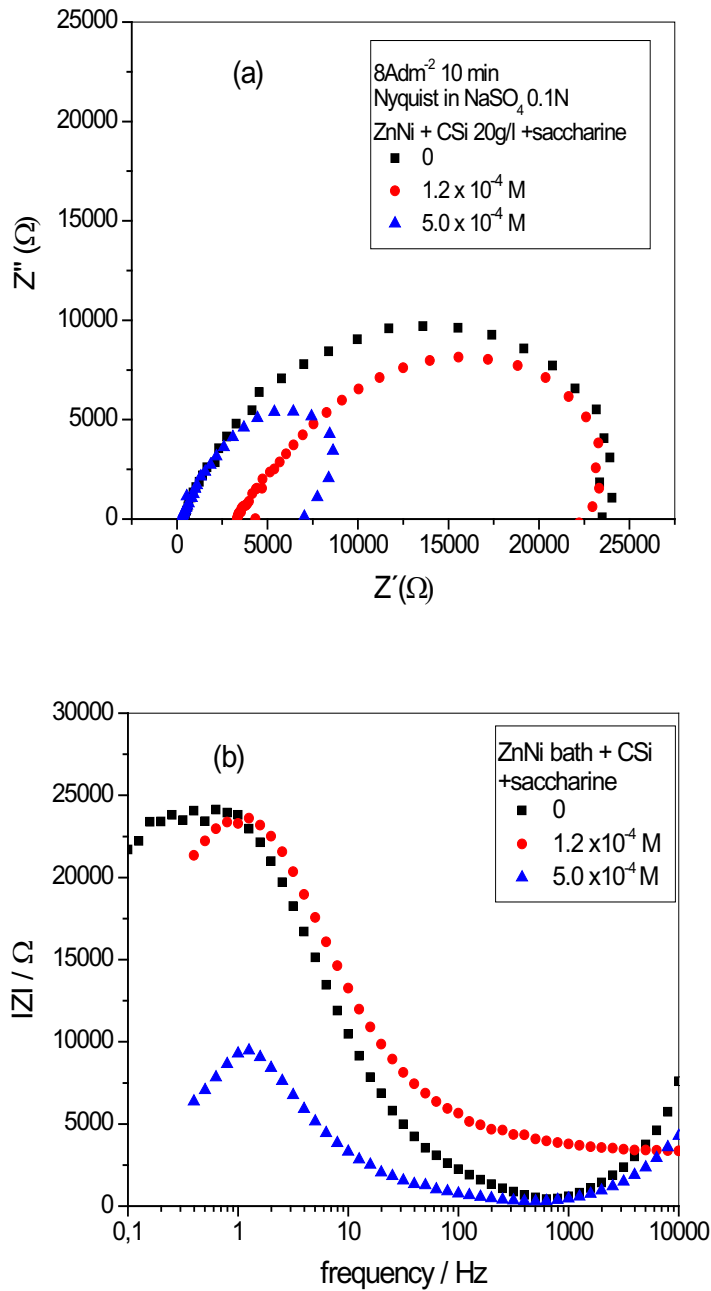 (a)
8Adm⁻² 10 min
Nyquist in NaSO₄ 0.1N
ZnNi + CSi 20g/l +saccharine
0
1.2 x 10⁻⁴ M
5.0 x 10⁻⁴ M
25000
20000
15000
10000
5000
0
Z'' (Ω)
0 5000 10000 15000 20000 25000
Z´(Ω)
(b)
ZnNi bath + CSi
+saccharine
0
1.2 x10⁻⁴ M
5.0 x10⁻⁴ M
30000
25000
20000
15000
10000
5000
0
|Z| / Ω
0,1 1 10 100 1000 10000
frequency / Hz